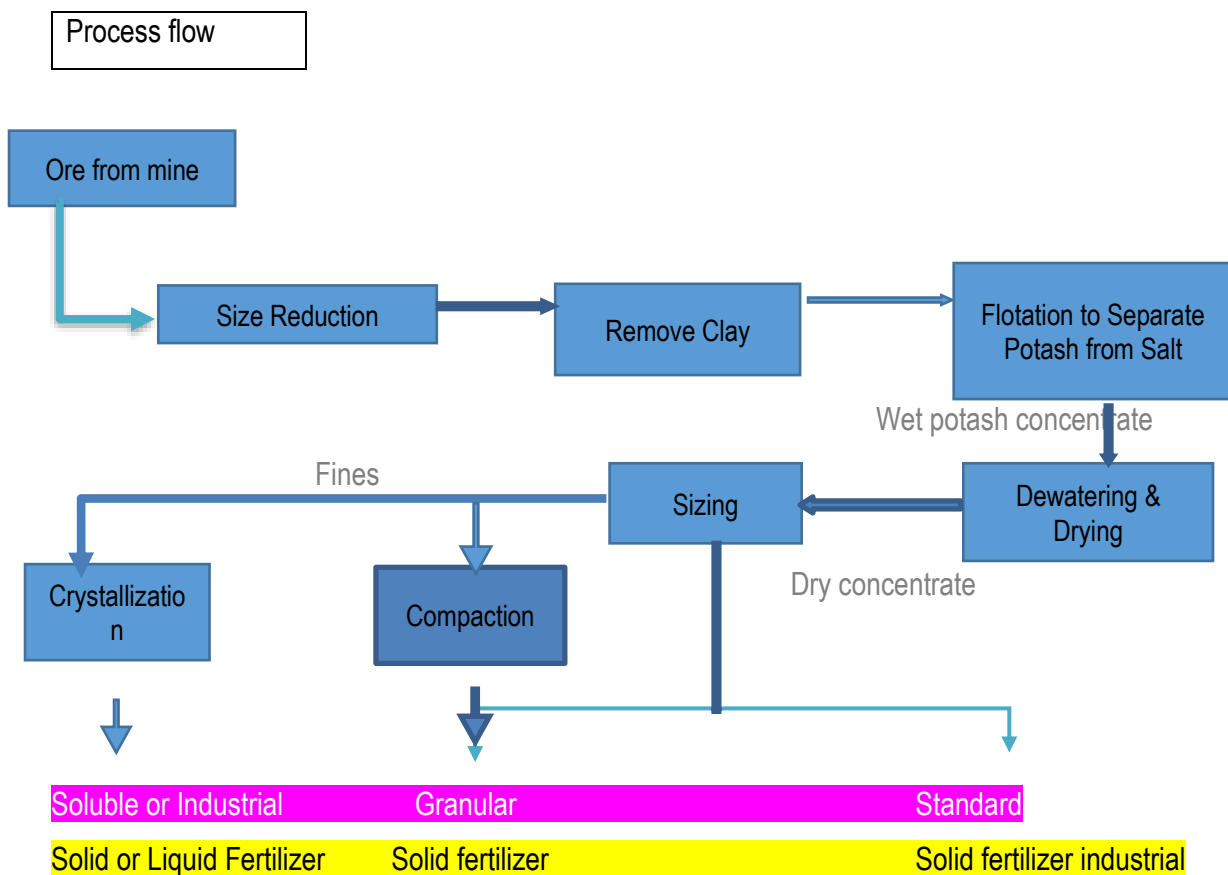 Process flow
Ore from mine
Size Reduction
Remove Clay
Flotation to Separate
Potash from Salt
Wet potash concentrate
Fines
Sizing
Dewatering &
Drying
Dry concentrate
Crystallizatio
n
Compaction
Soluble or Industrial Granular Standard
Solid or Liquid Fertilizer Solid fertilizer Solid fertilizer industrial